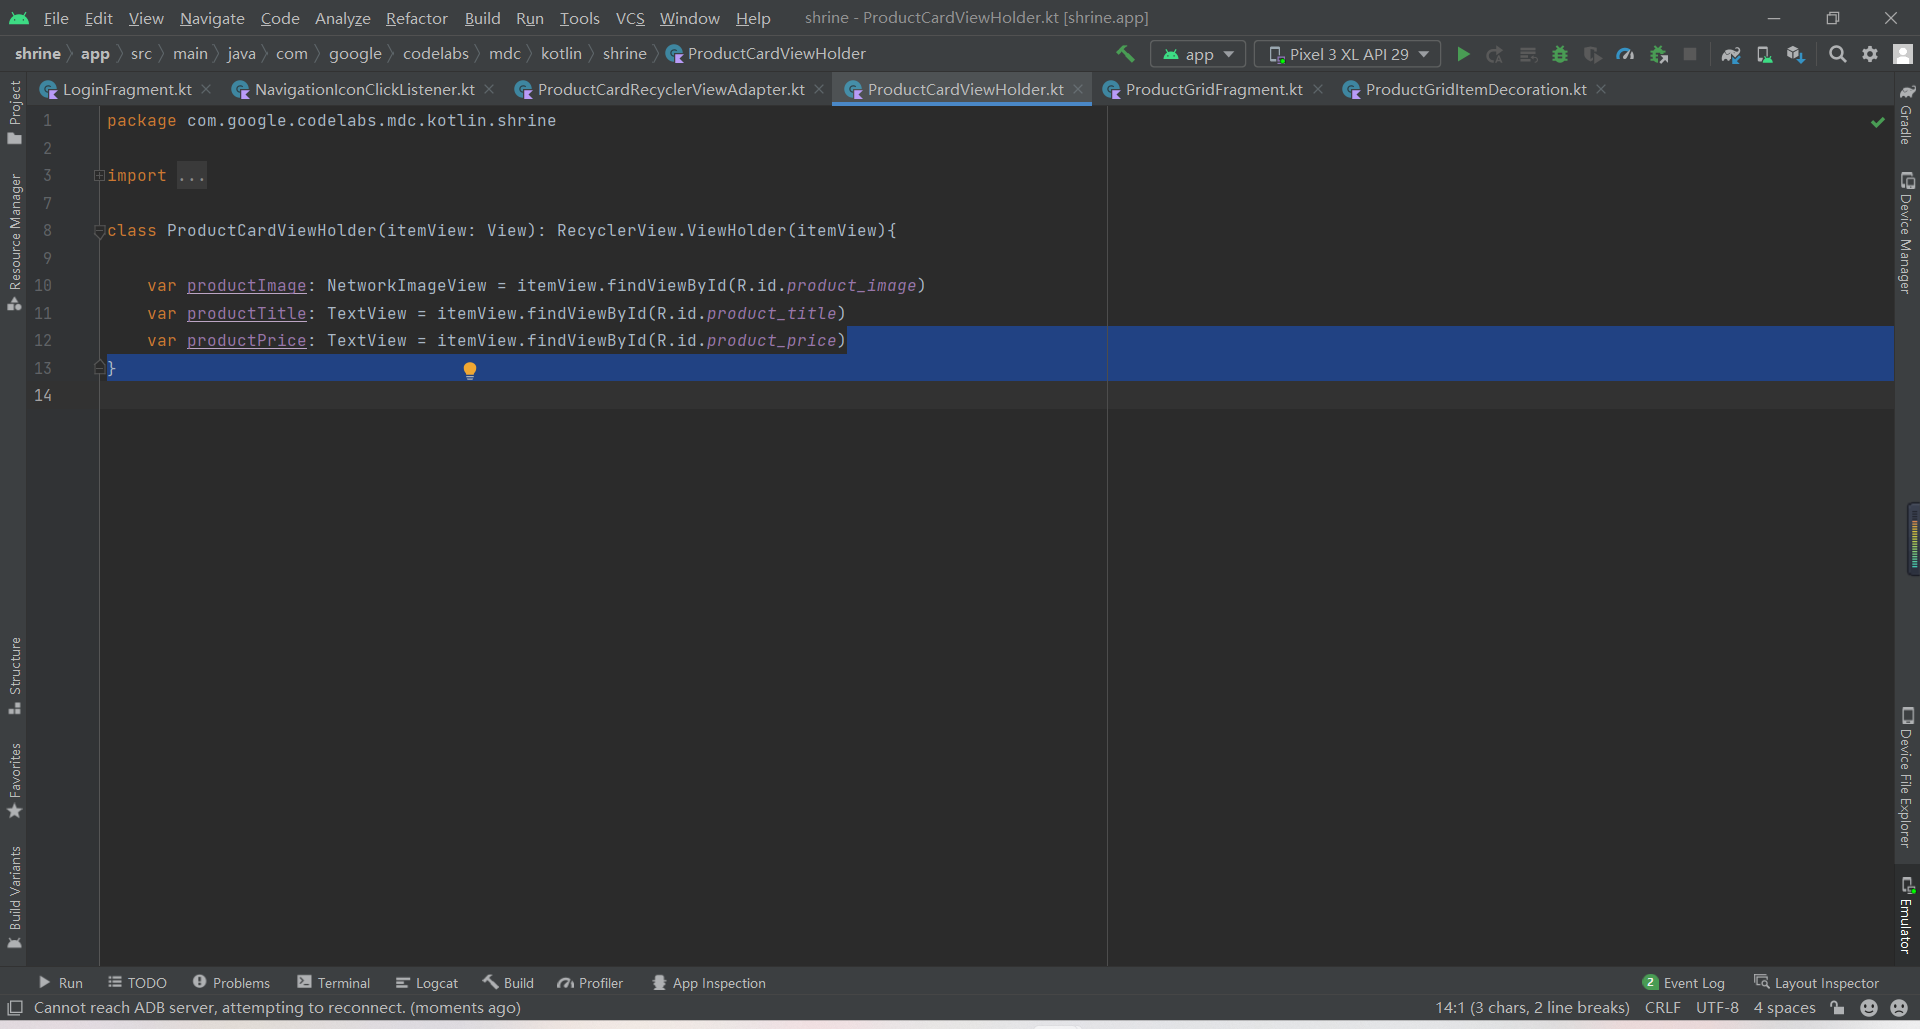 File Edit View Navigate Code Analyze Refactor Build Run Tools VCS Window Help shrine - ProductCardViewHolder.kt [shrine.app]
shrine app src main java com google codelabs mdc kotlin shrine ProductCardViewHolder app Pixel 3 XL API 29
LoginFragment.kt NavigationIconClickListener.kt ProductCardRecyclerViewAdapter.kt ProductCardViewHolder.kt ProductGridFragment.kt ProductGridItemDecoration.kt
Project
Resource Manager
Structure
Favorites
Build Variants
1 package com.google.codelabs.mdc.kotlin.shrine
2
3 import ...
7
8 class ProductCardViewHolder(itemView: View): RecyclerView.ViewHolder(itemView){
9
10 var productImage: NetworkImageView = itemView.findViewById(R.id.product_image)
11 var productTitle: TextView = itemView.findViewById(R.id.product_title)
12 var productPrice: TextView = itemView.findViewById(R.id.product_price)
13 }
14
Gradle
Device Manager
Device File Explorer
Emulator
Run TODO Problems Terminal Logcat Build Profiler App Inspection 2 Event Log Layout Inspector
Cannot reach ADB server, attempting to reconnect. (moments ago) 14:1 (3 chars, 2 line breaks) CRLF UTF-8 4 spaces